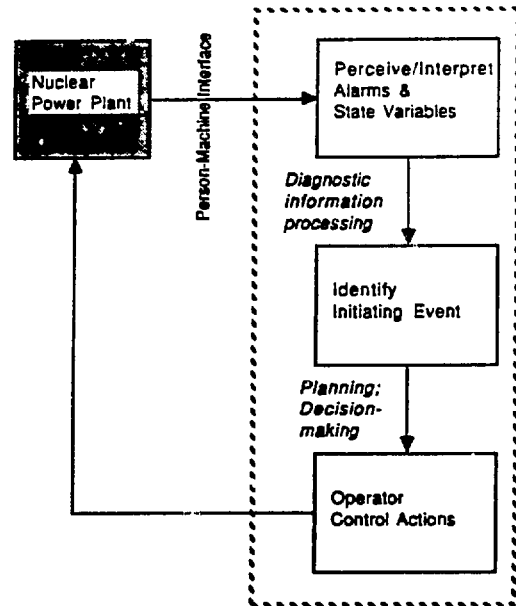 Nuclear
Power Plant
Person-Machine Interface
Perceive/Interpret
Alarms &
State Variables
Diagnostic
information
processing
Identify
Initiating Event
Planning;
Decision-
making
Operator
Control Actions